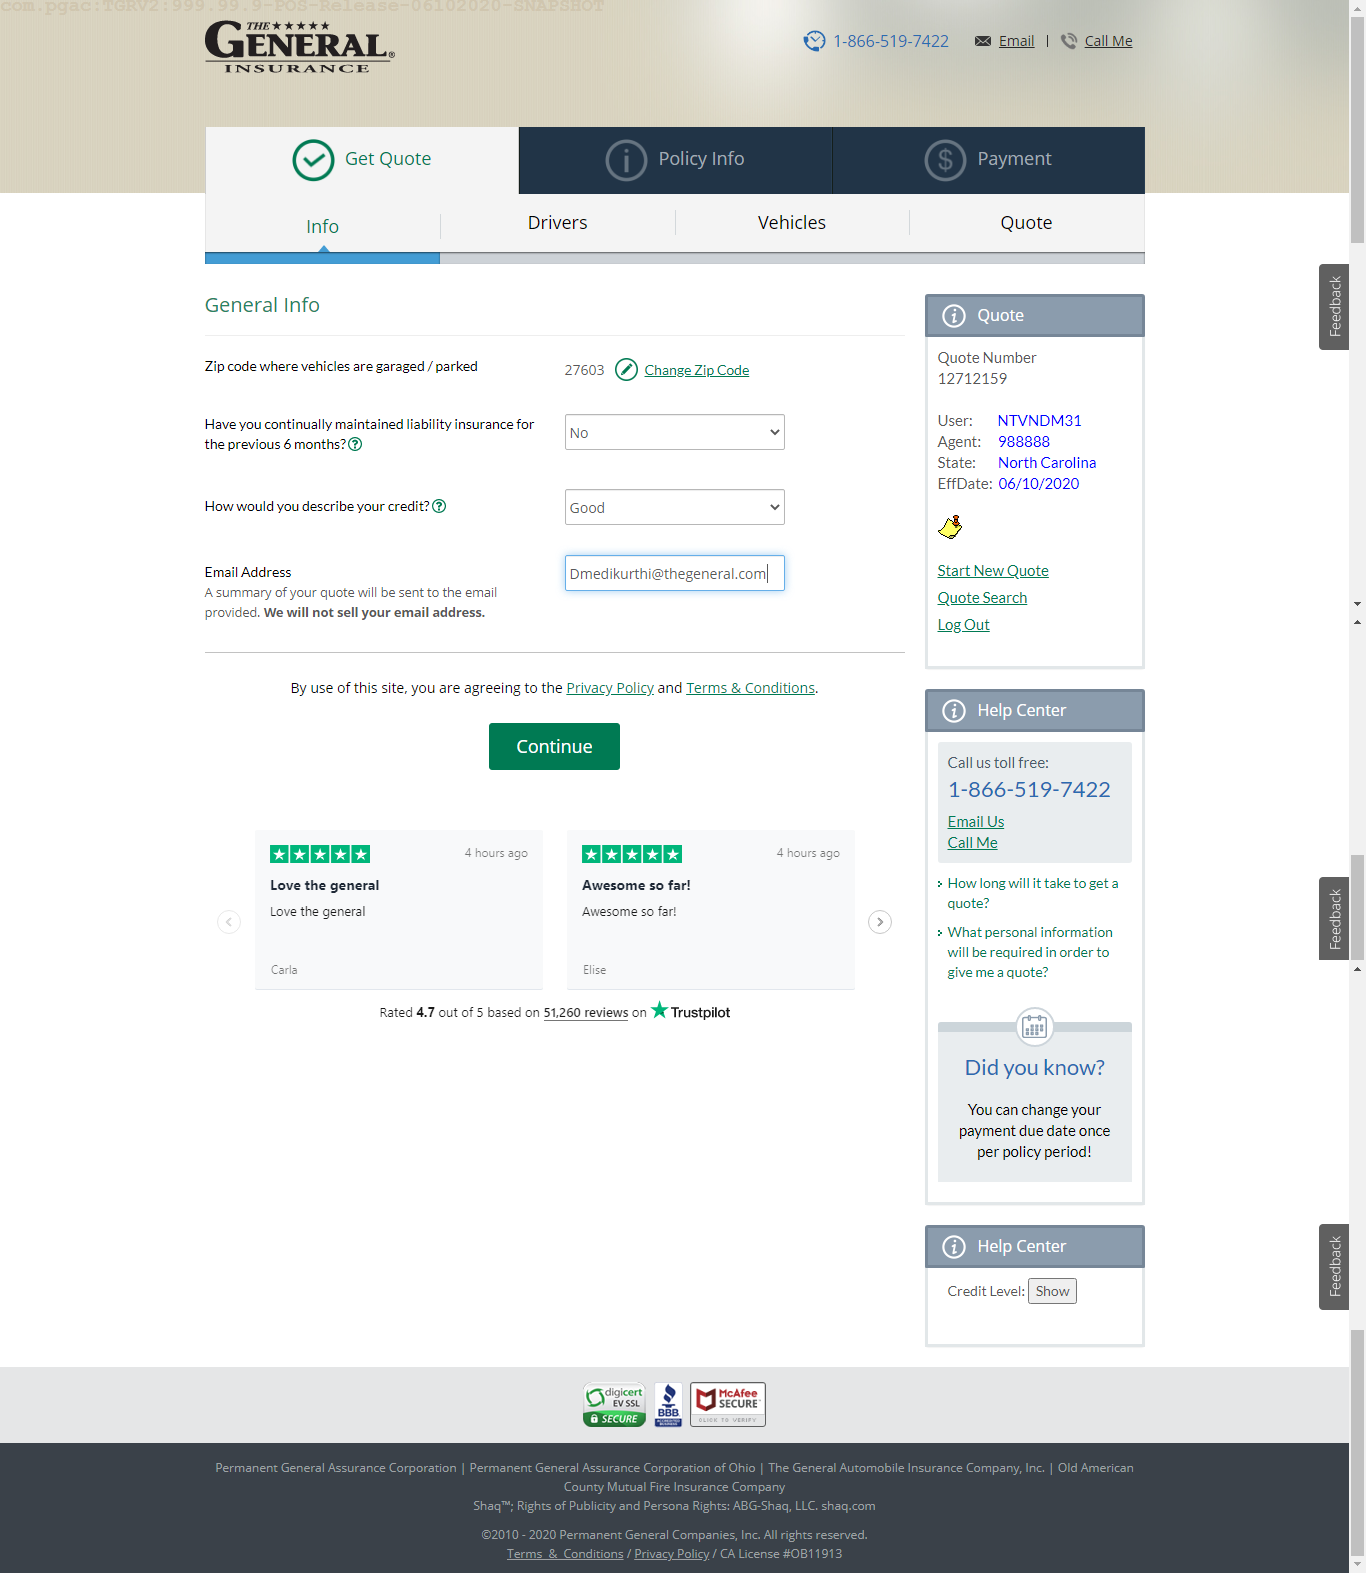 com.pgac:TGRV2:999.99.9-POS-Release-06102020-SNAPSHOT
THE
GENERAL®
INSURANCE
1-866-519-7422 Email | Call Me
Get Quote Policy Info Payment
Info Drivers Vehicles Quote
General Info
Zip code where vehicles are garaged / parked
27603 Change Zip Code
Have you continually maintained liability insurance for
the previous 6 months?
No
How would you describe your credit?
Good
Email Address
Dmedikurthi@thegeneral.com
A summary of your quote will be sent to the email
provided. We will not sell your email address.
By use of this site, you are agreeing to the Privacy Policy and Terms & Conditions.
Continue
4 hours ago
Love the general
Love the general
Carla
4 hours ago
Awesome so far!
Awesome so far!
Elise
Rated 4.7 out of 5 based on 51,260 reviews on Trustpilot
Quote
Quote Number
12712159
User: NTVNDM31
Agent: 988888
State: North Carolina
EffDate: 06/10/2020
Start New Quote
Quote Search
Log Out
Help Center
Call us toll free:
1-866-519-7422
Email Us
Call Me
How long will it take to get a
quote?
What personal information
will be required in order to
give me a quote?
Did you know?
You can change your
payment due date once
per policy period!
Help Center
Credit Level: Show
Feedback
Feedback
Feedback
digicert
EV SSL
SECURE
BBB
ACCREDITED
BUSINESS
McAfee
SECURE
CLICK TO VERIFY
Permanent General Assurance Corporation | Permanent General Assurance Corporation of Ohio | The General Automobile Insurance Company, Inc. | Old American
County Mutual Fire Insurance Company
Shaq™; Rights of Publicity and Persona Rights: ABG-Shaq, LLC. shaq.com
©2010 - 2020 Permanent General Companies, Inc. All rights reserved.
Terms & Conditions / Privacy Policy / CA License #OB11913